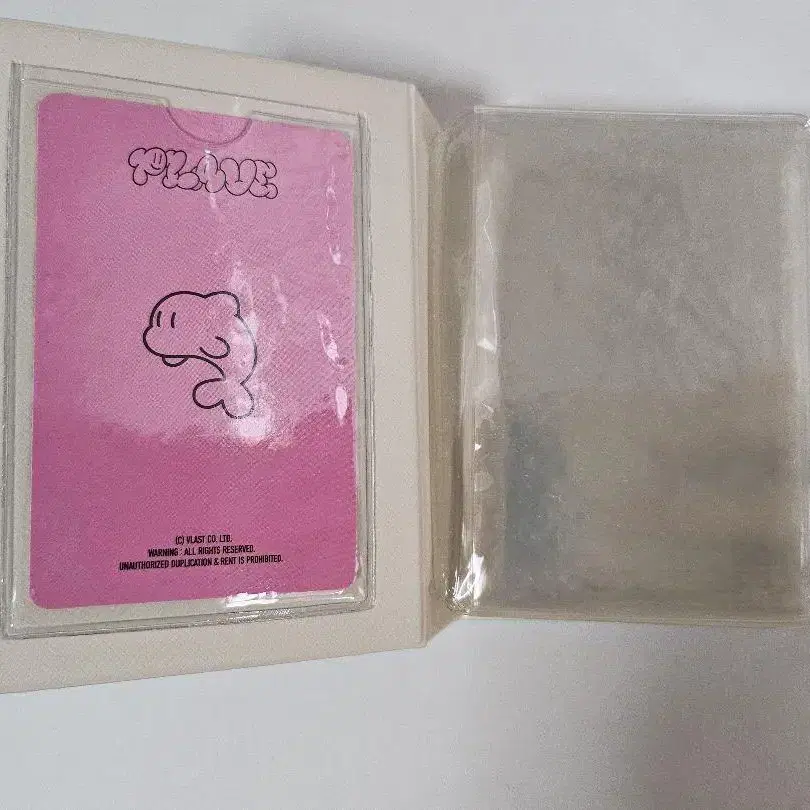 PLAVE
(C) VLAST CO. LTD.
WARNING : ALL RIGHTS RESERVED.
UNAUTHORIZED DUPLICATION & RENT IS PROHIBITED.